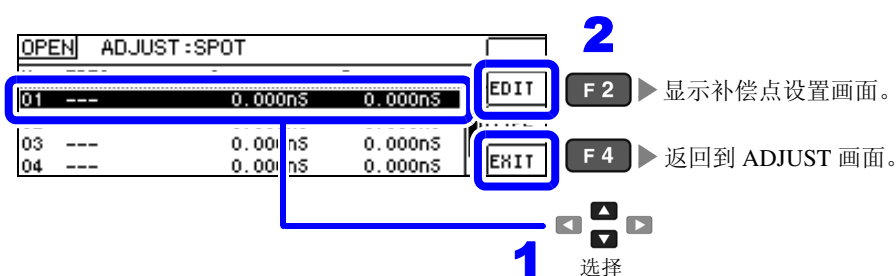 2
OPEN ADJUST:SPOT
EDIT
F 2 显示补偿点设置画面。
01 --- 0.000nS 0.000nS
03 --- 0.000nS 0.000nS
04 --- 0.000nS 0.000nS
EXIT
F 4 返回到 ADJUST 画面。
1
选择